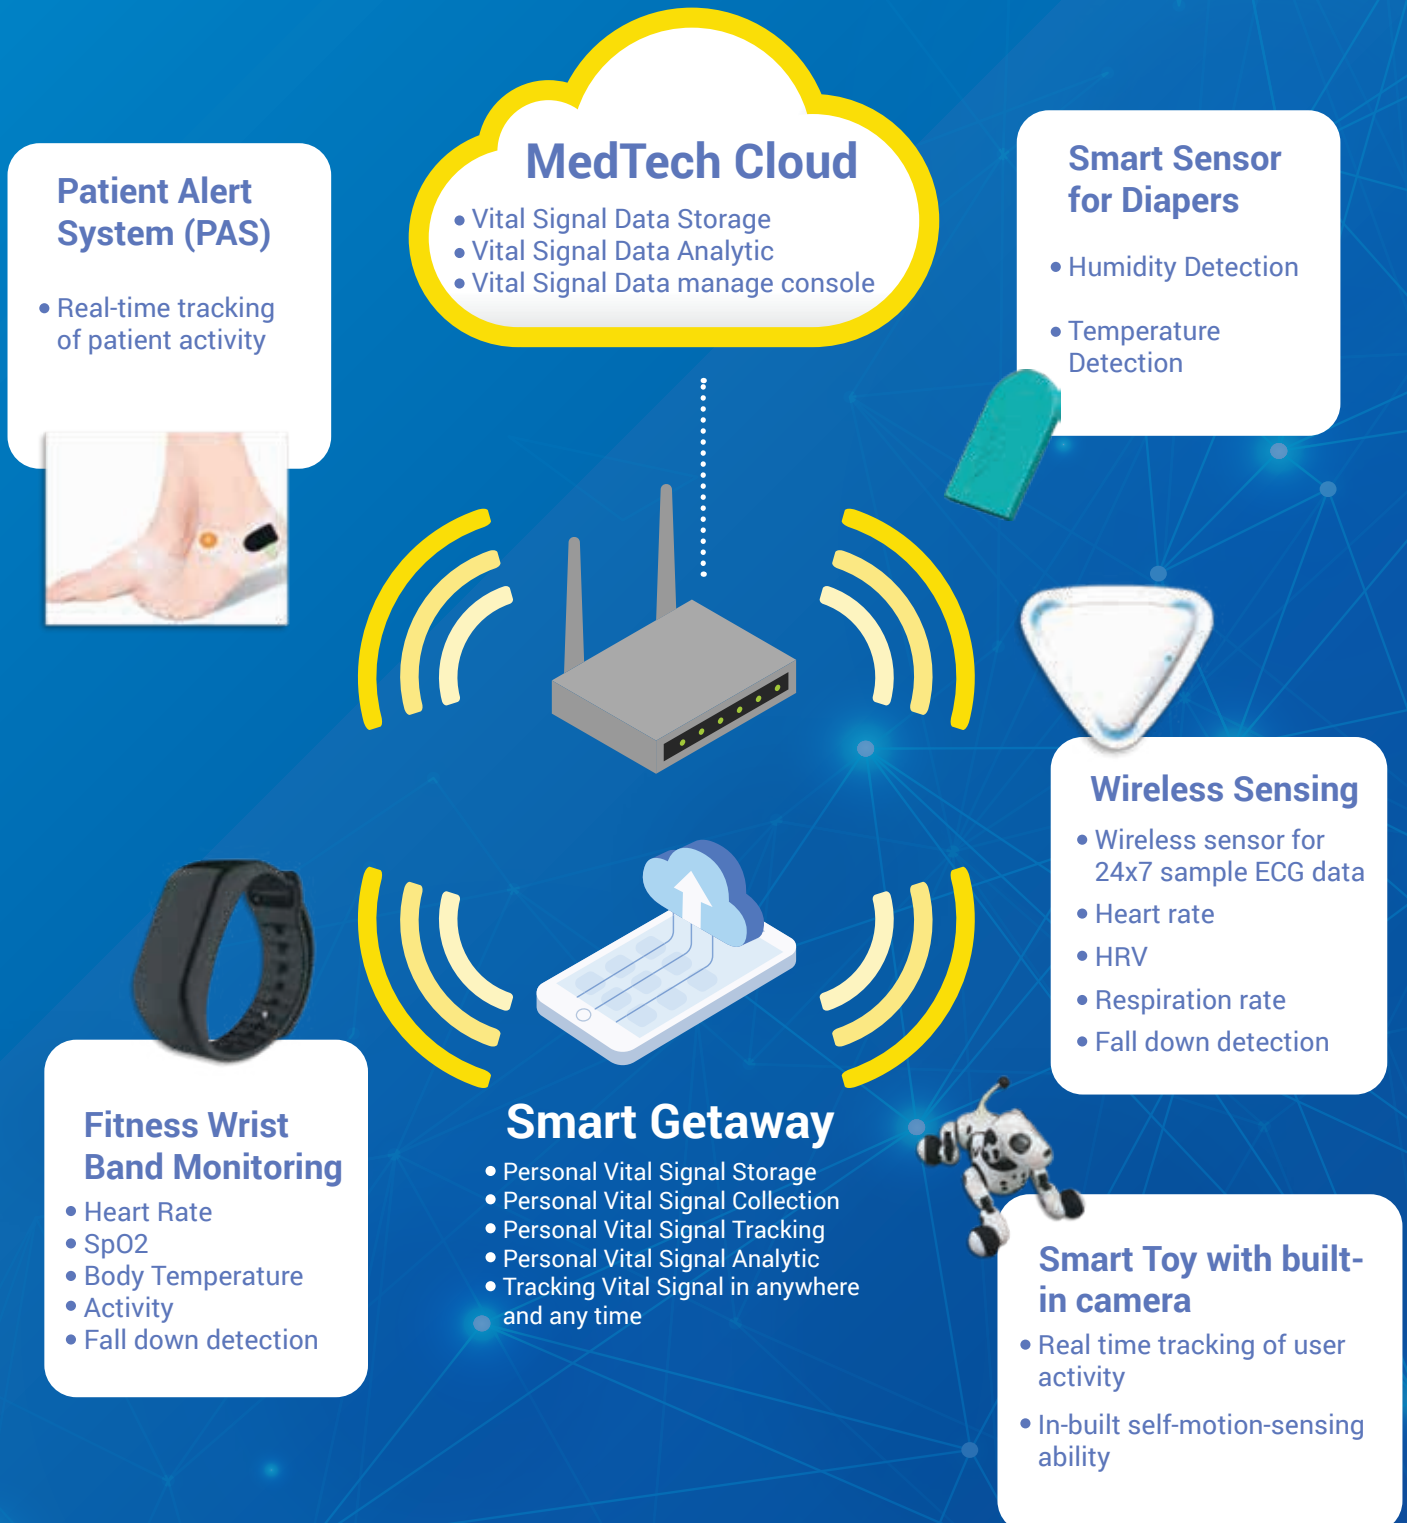 MedTech Cloud
• Vital Signal Data Storage
• Vital Signal Data Analytic
• Vital Signal Data manage console
Patient Alert
System (PAS)
• Real-time tracking
of patient activity
Smart Sensor
for Diapers
• Humidity Detection
• Temperature
Detection
Wireless Sensing
• Wireless sensor for
24x7 sample ECG data
• Heart rate
• HRV
• Respiration rate
• Fall down detection
Fitness Wrist
Band Monitoring
• Heart Rate
• SpO2
• Body Temperature
• Activity
• Fall down detection
Smart Getaway
• Personal Vital Signal Storage
• Personal Vital Signal Collection
• Personal Vital Signal Tracking
• Personal Vital Signal Analytic
• Tracking Vital Signal in anywhere
and any time
Smart Toy with built-
in camera
• Real time tracking of user
activity
• In-built self-motion-sensing
ability